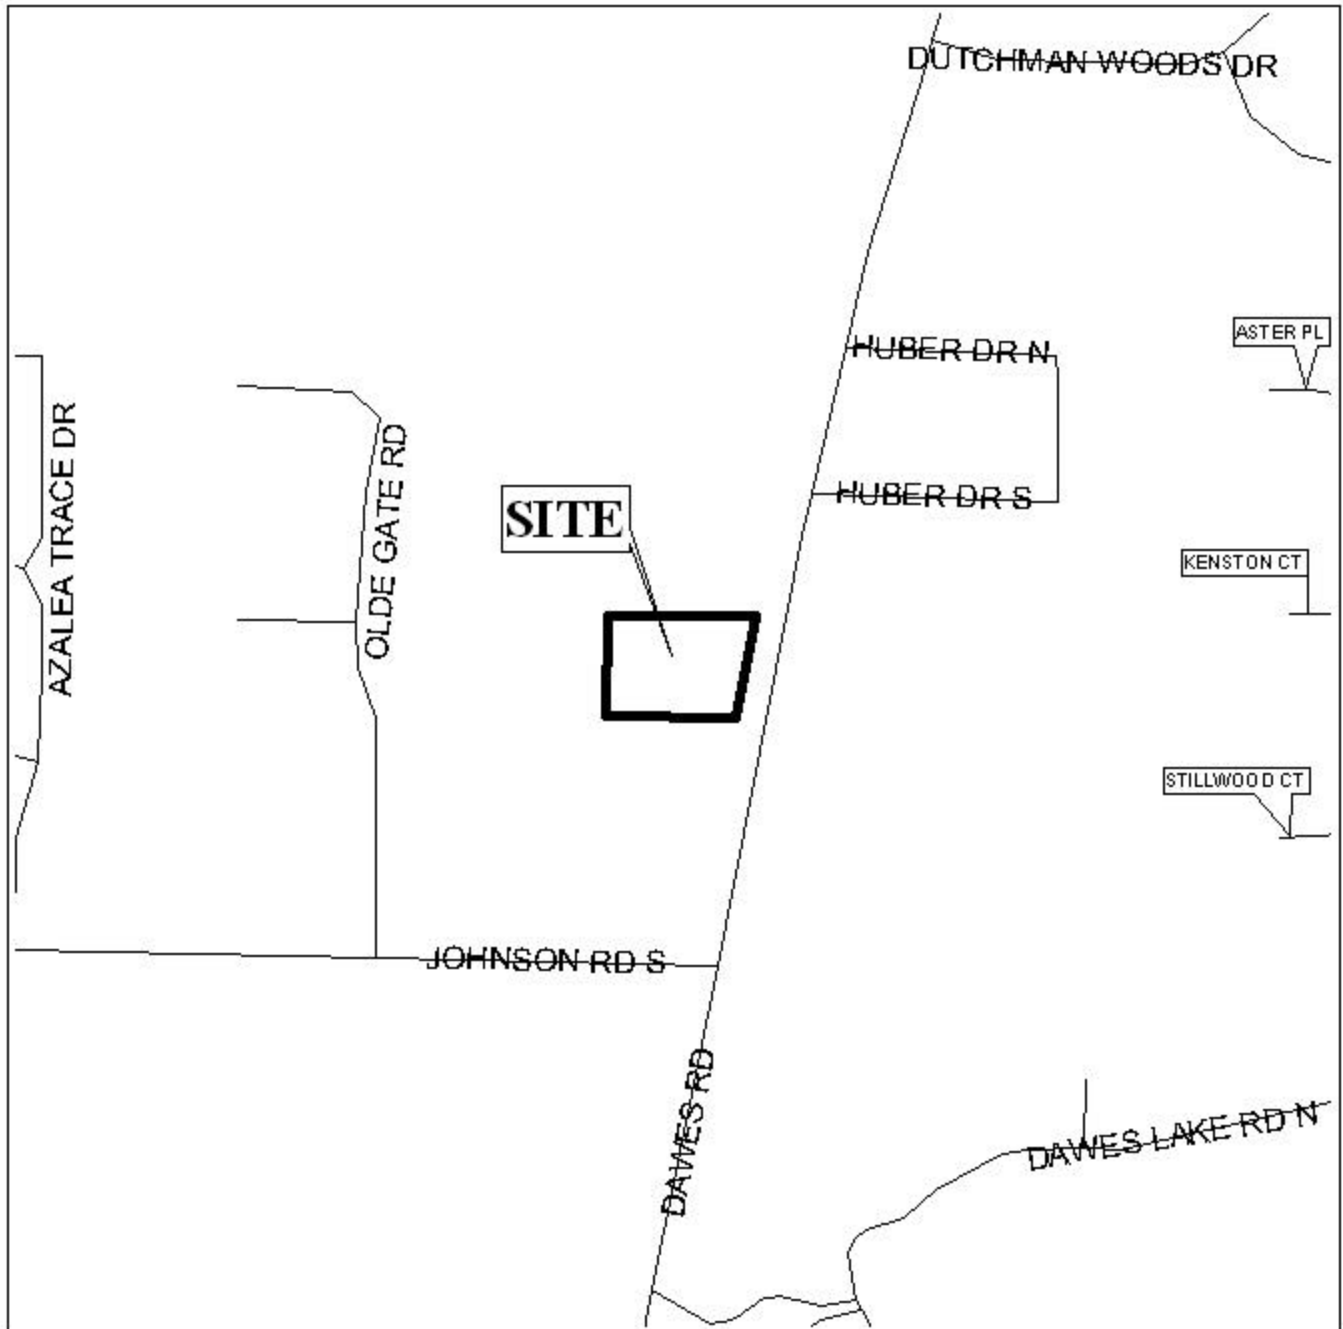 DUTCHMAN WOODS DR
ASTER PL
HUBER DR N
AZALEA TRACE DR
OLDE GATE RD
HUBER DR S
SITE
KENSTON CT
STILLWOOD CT
JOHNSON RD S
DAWES RD
DAWES LAKE RD N